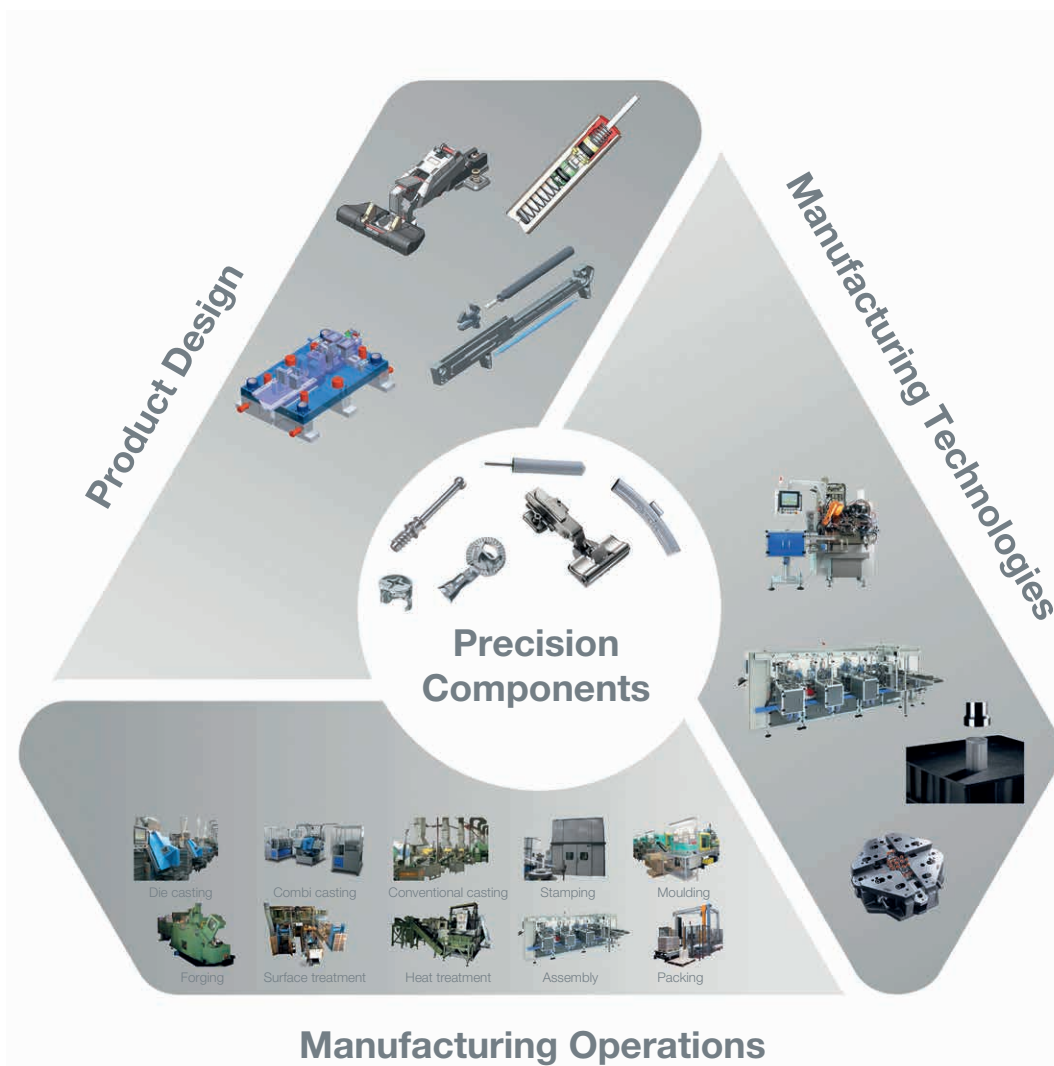 Product Design
Manufacturing Technologies
Precision
Components
Die casting
Combi casting
Conventional casting
Stamping
Moulding
Forging
Surface treatment
Heat treatment
Assembly
Packing
Manufacturing Operations